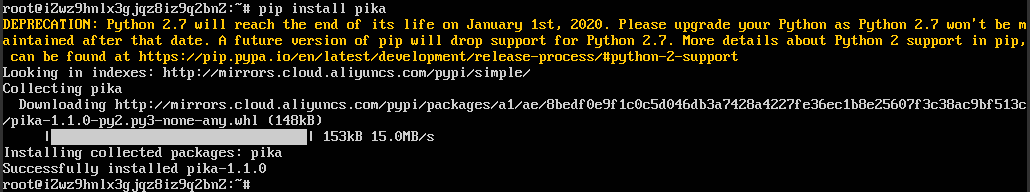 root@iZwz9hnlx3gjqz8iz9q2bnZ:~# pip install pika
DEPRECATION: Python 2.7 will reach the end of its life on January 1st, 2020. Please upgrade your Python as Python 2.7 won't be m
aintained after that date. A future version of pip will drop support for Python 2.7. More details about Python 2 support in pip,
 can be found at https://pip.pypa.io/en/latest/development/release-process/#python-2-support
Looking in indexes: http://mirrors.cloud.aliyuncs.com/pypi/simple/
Collecting pika
  Downloading http://mirrors.cloud.aliyuncs.com/pypi/packages/a1/ae/8bedf0e9f1c0c5d046db3a7428a4227fe36ec1b8e25607f3c38ac9bf513c
/pika-1.1.0-py2.py3-none-any.whl (148kB)
     |████████████████████████████████| 153kB 15.0MB/s
Installing collected packages: pika
Successfully installed pika-1.1.0
root@iZwz9hnlx3gjqz8iz9q2bnZ:~#